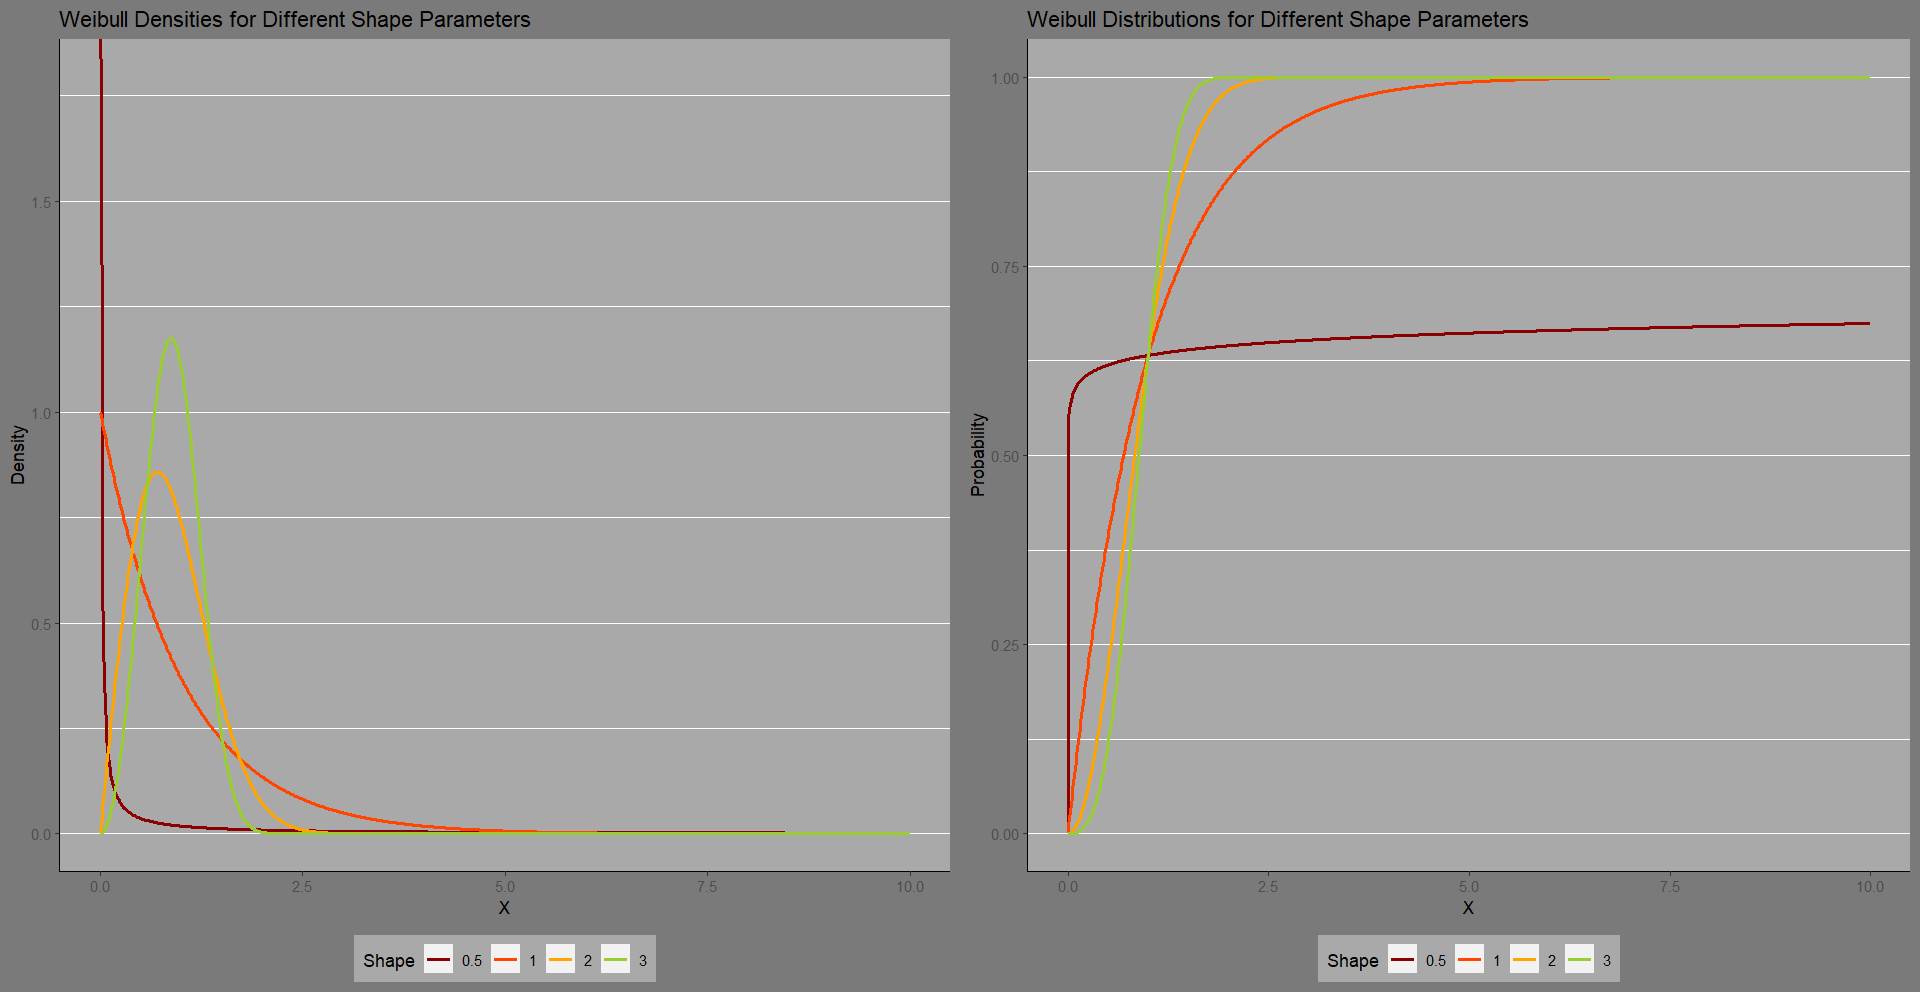 Weibull Densities for Different Shape Parameters
1.5
1.0
0.5
0.0
Density
0.0 2.5 5.0 7.5 10.0
X
Shape 0.5 1 2 3
Weibull Distributions for Different Shape Parameters
1.00
0.75
0.50
0.25
0.00
Probability
0.0 2.5 5.0 7.5 10.0
X
Shape 0.5 1 2 3